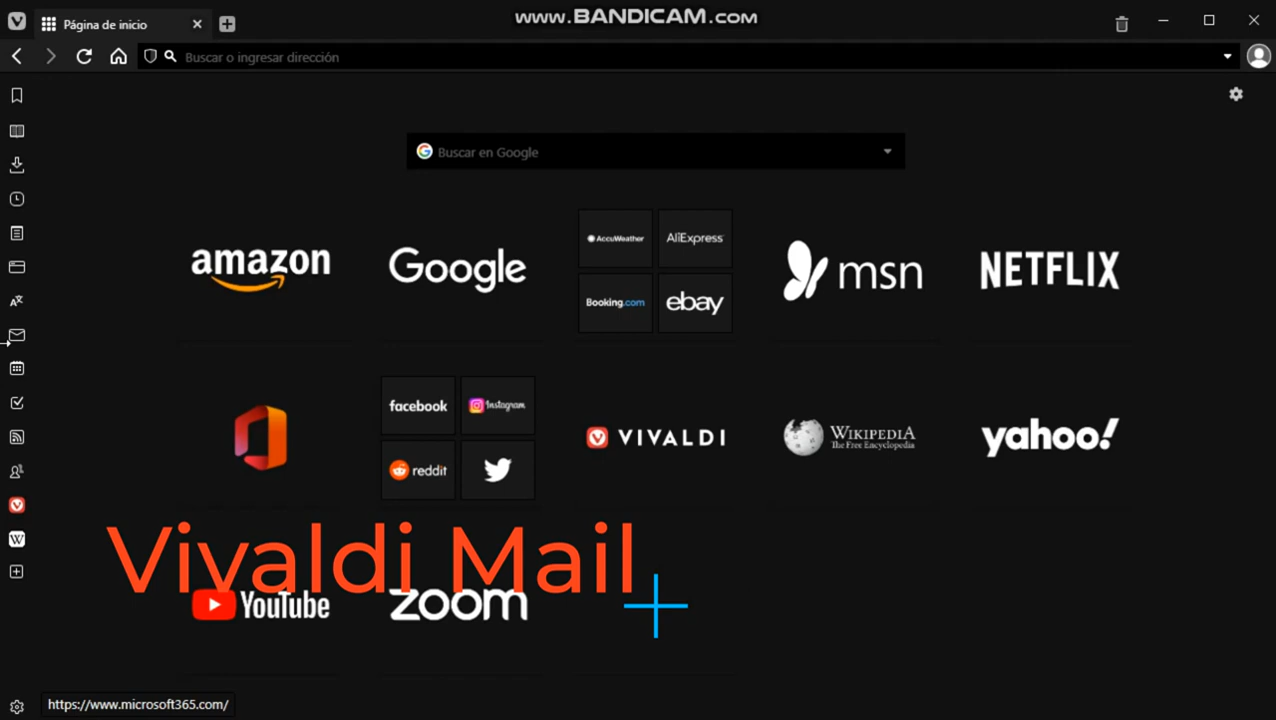 www.BANDICAM.com
Página de inicio
Buscar o ingresar dirección
Buscar en Google
amazon
Google
AccuWeather
AliExpress
Booking.com
ebay
msn
NETFLIX
facebook
Instagram
reddit
VIVALDI
WIKIPEDIA
The Free Encyclopedia
yahoo!
W
Vivaldi Mail
YouTube
zoom
https://www.microsoft365.com/